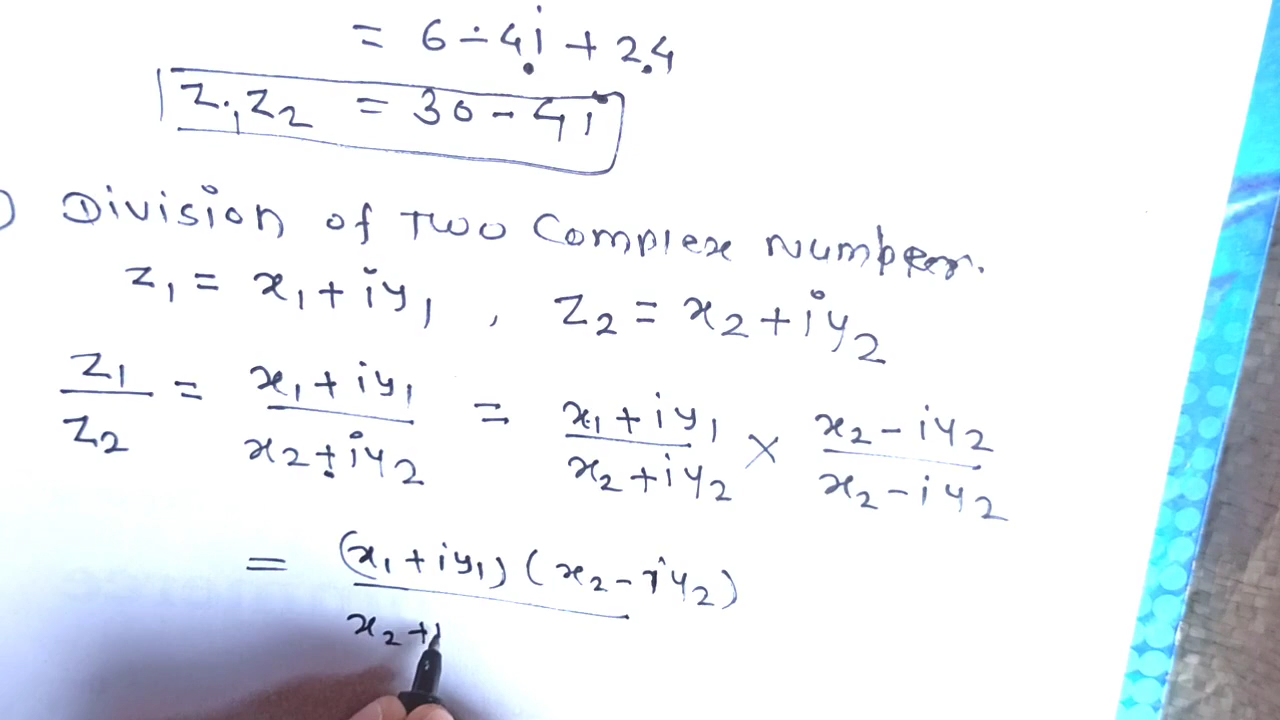 = 6 - 4i + 24
z₁z₂ = 30 - 4i
) Division of Two Complex Number.
z₁ = x₁ + iy₁ , z₂ = x₂ + iy₂
z₁/z₂ = x₁ + iy₁/x₂ + iy₂ = x₁ + iy₁/x₂ + iy₂ × x₂ - iy₂/x₂ - iy₂
= (x₁ + iy₁) (x₂ - iy₂)
x₂ +